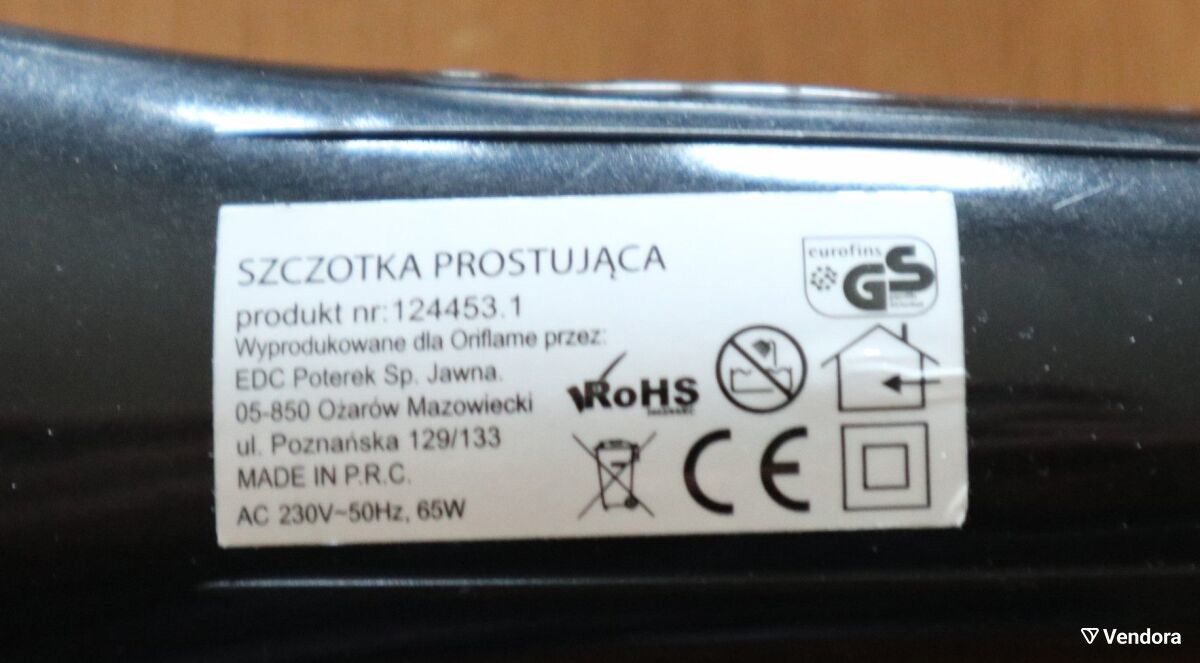 SZCZOTKA PROSTUJĄCA
produkt nr:124453.1
Wyprodukowane dla Oriflame przez:
EDC Poterek Sp. Jawna.
05-850 Ożarów Mazowiecki
ul. Poznańska 129/133
MADE IN P.R.C.
AC 230V~50Hz, 65W
eurofins
GS
RoHS
CE
Vendora